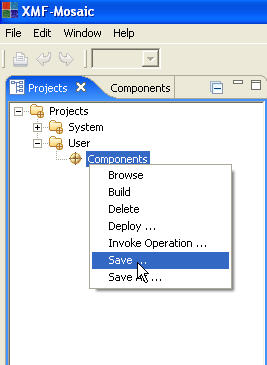 XMF-Mosaic
File Edit Window Help
Projects Components
Projects
System
User
Components
Browse
Build
Delete
Deploy ...
Invoke Operation ...
Save ...
Save ...